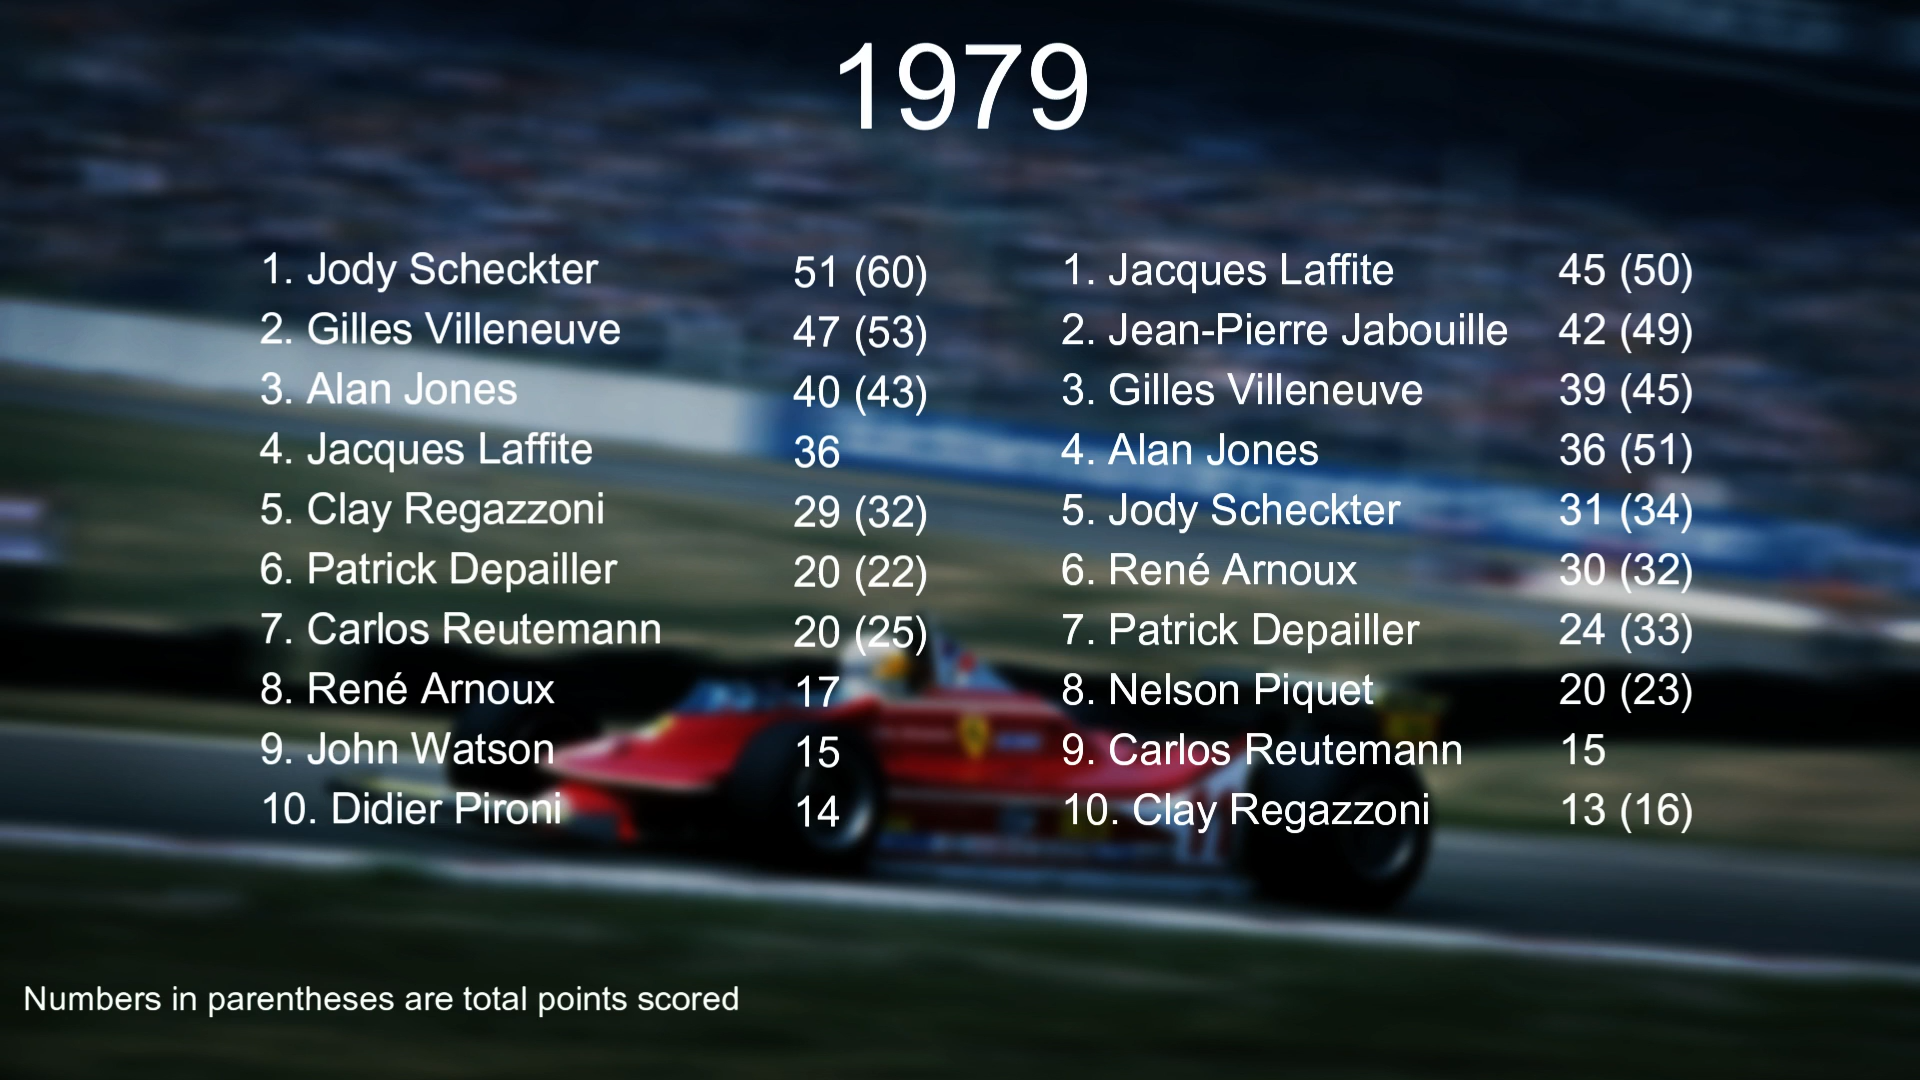 1979
1. Jody Scheckter 51 (60)
2. Gilles Villeneuve 47 (53)
3. Alan Jones 40 (43)
4. Jacques Laffite 36
5. Clay Regazzoni 29 (32)
6. Patrick Depailler 20 (22)
7. Carlos Reutemann 20 (25)
8. René Arnoux 17
9. John Watson 15
10. Didier Pironi 14
1. Jacques Laffite 45 (50)
2. Jean-Pierre Jabouille 42 (49)
3. Gilles Villeneuve 39 (45)
4. Alan Jones 36 (51)
5. Jody Scheckter 31 (34)
6. René Arnoux 30 (32)
7. Patrick Depailler 24 (33)
8. Nelson Piquet 20 (23)
9. Carlos Reutemann 15
10. Clay Regazzoni 13 (16)
Numbers in parentheses are total points scored